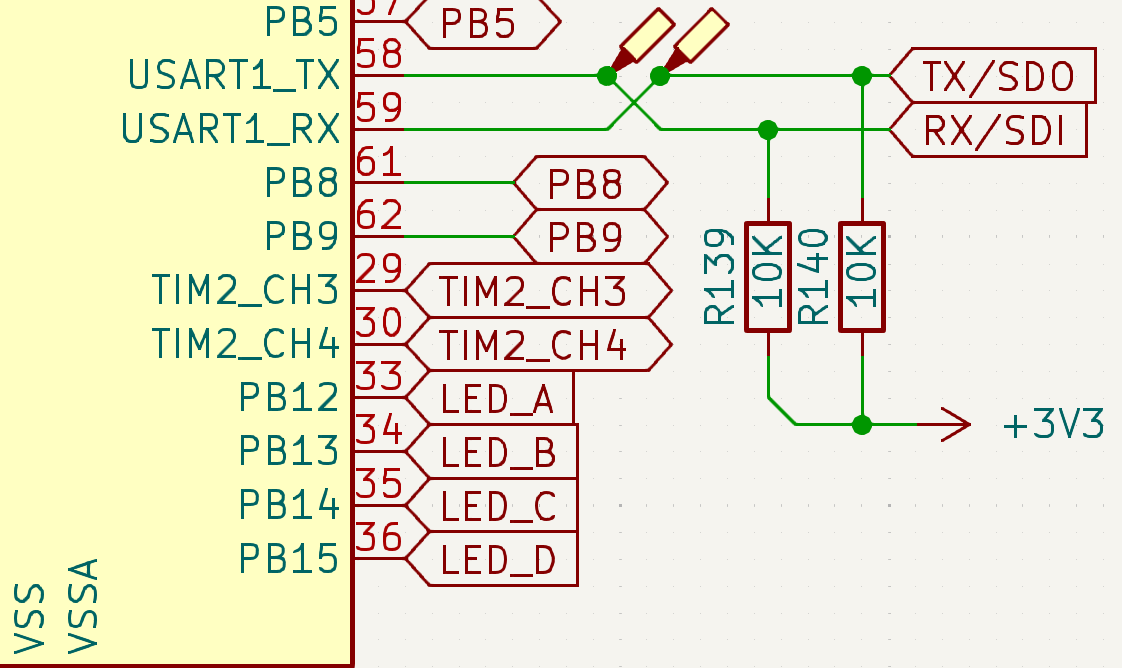 PB5 57 PB5
USART1_TX 58 TX/SDO
USART1_RX 59 RX/SDI
PB8 61 PB8
PB9 62 PB9
TIM2_CH3 29 TIM2_CH3
TIM2_CH4 30 TIM2_CH4
R139 10K R140 10K
PB12 33 LED_A
PB13 34 LED_B
+3V3
PB14 35 LED_C
PB15 36 LED_D
VSS
VSSA